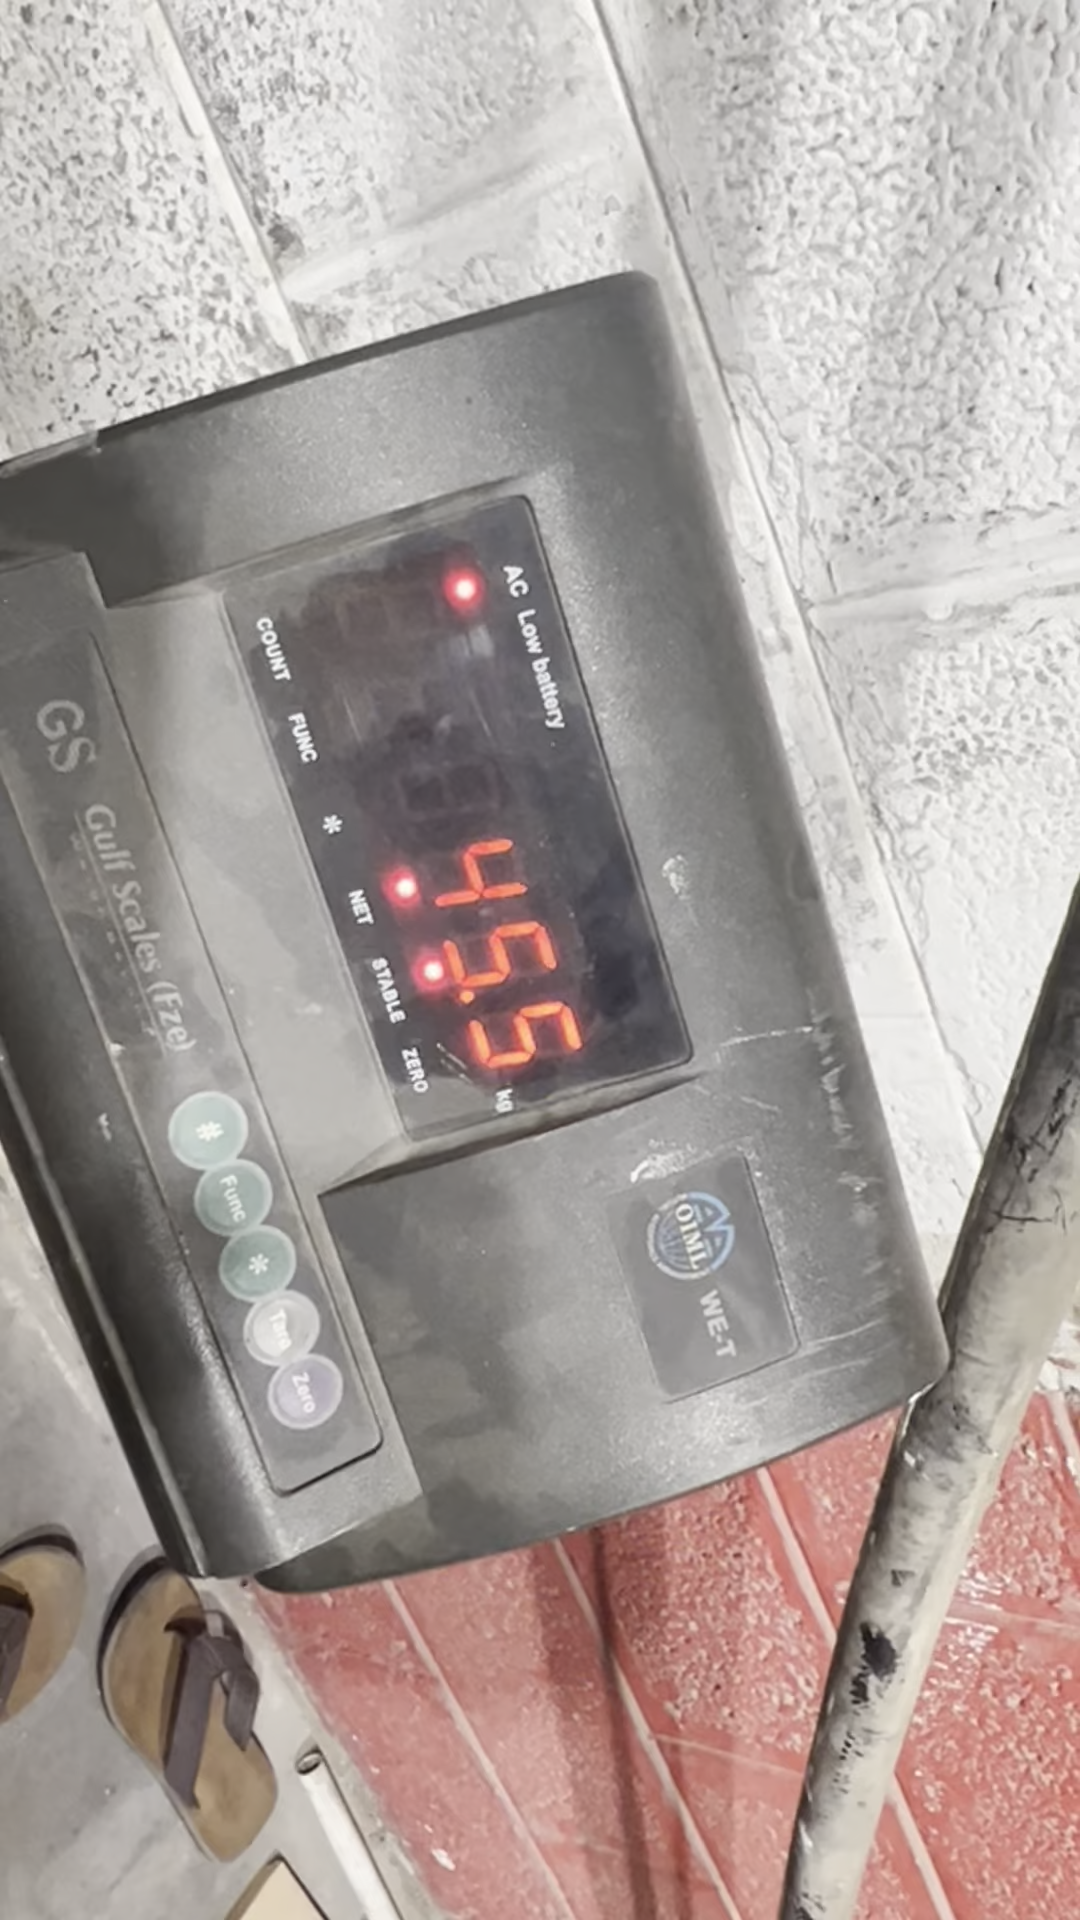 AC Low battery
45.5
kg
COUNT FUNC * NET STABLE ZERO
GS Gulf Scales (Fze)
# Func * Tare Zero
OIML WE-T